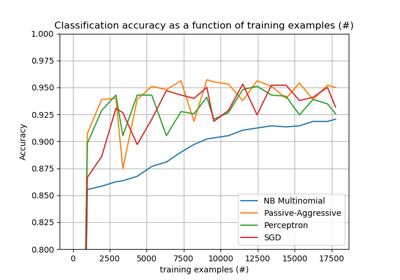 Classification accuracy as a function of training examples (#)
1.000
0.975
0.950
0.925
0.900
0.875
0.850
0.825
0.800
Accuracy
NB Multinomial
Passive-Aggressive
Perceptron
SGD
0 2500 5000 7500 10000 12500 15000 17500
training examples (#)